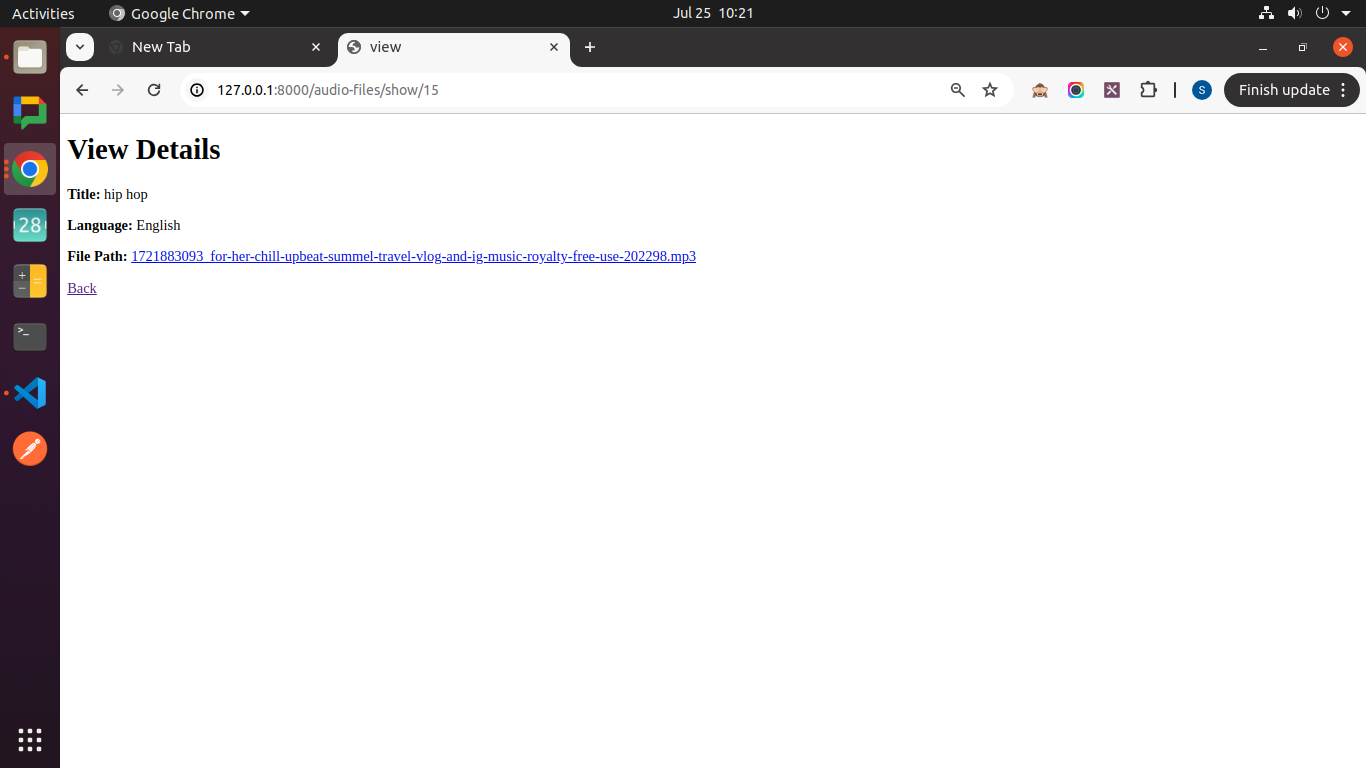 Activities Google Chrome Jul 25 10:21
New Tab view
127.0.0.1:8000/audio-files/show/15 S Finish update
View Details
Title: hip hop
Language: English
File Path: 1721883093_for-her-chill-upbeat-summel-travel-vlog-and-ig-music-royalty-free-use-202298.mp3
Back
28
>_